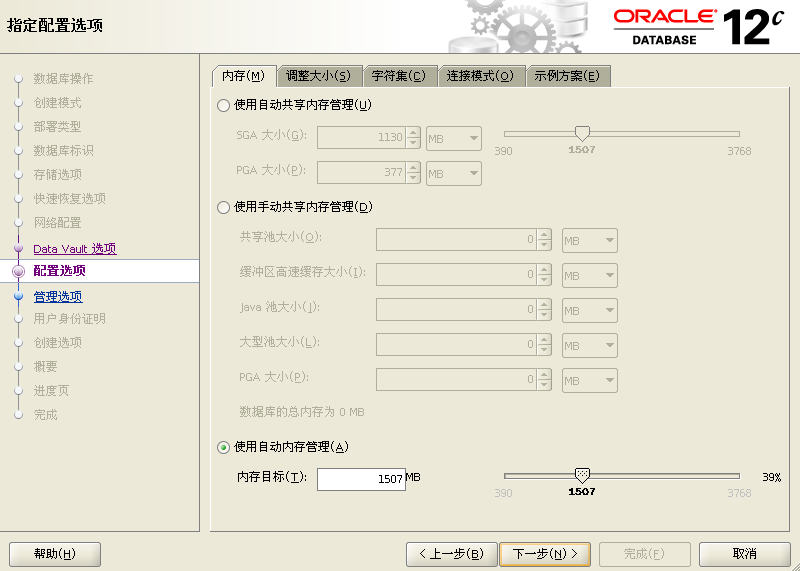 指定配置选项
ORACLE 12c
DATABASE
数据库操作
创建模式
部署类型
数据库标识
存储选项
快速恢复选项
网络配置
Data Vault 选项
配置选项
管理选项
用户身份证明
创建选项
概要
进度页
完成
内存(M) 调整大小(S) 字符集(C) 连接模式(O) 示例方案(E)
使用自动共享内存管理(U)
SGA 大小(G): 1130 MB 390 1507 3768
PGA 大小(P): 377 MB
使用手动共享内存管理(D)
共享池大小(O): 0 MB
缓冲区高速缓存大小(I): 0 MB
Java 池大小(J): 0 MB
大型池大小(L): 0 MB
PGA 大小(P): 0 MB
数据库的总内存为 0 MB
使用自动内存管理(A)
内存目标(T): 1507 MB 390 1507 3768 39%
帮助(H) < 上一步(B) 下一步(N) > 完成(F) 取消